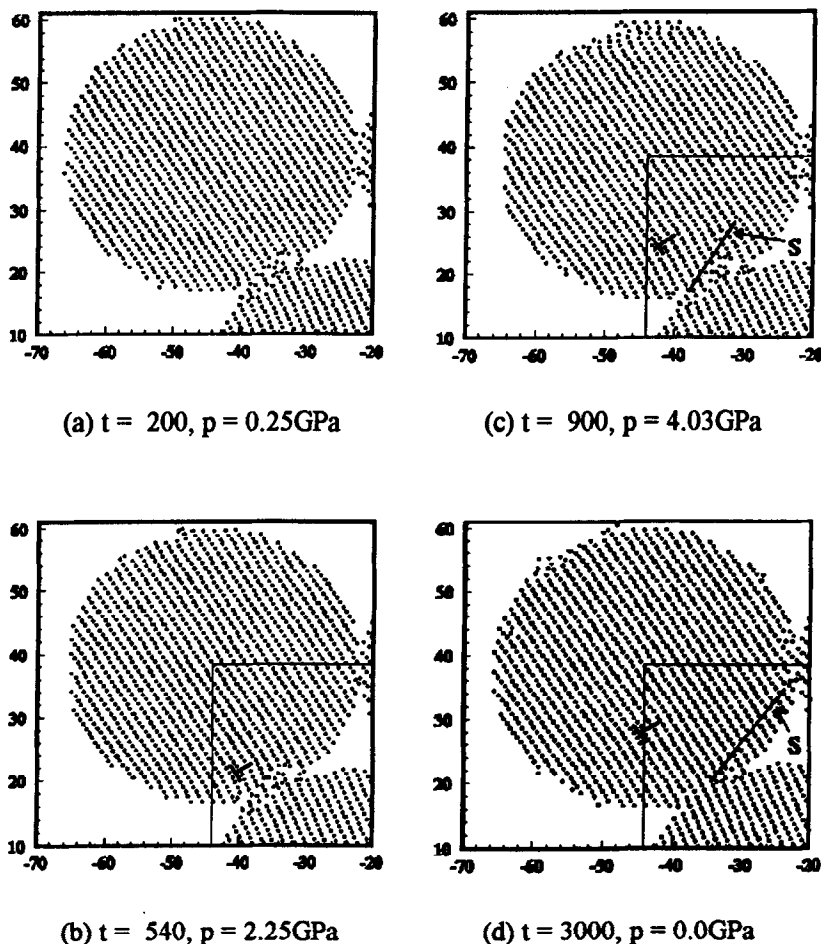 60
50
40
30
20
10
-70 -60 -50 -40 -30 -20
(a) t = 200, p = 0.25GPa
60
50
40
30
20
10
S
-70 -60 -50 -40 -30 -20
(c) t = 900, p = 4.03GPa
60
50
40
30
20
10
-70 -60 -50 -40 -30 -20
(b) t = 540, p = 2.25GPa
60
50
40
30
20
10
S
-70 -60 -50 -40 -30 -20
(d) t = 3000, p = 0.0GPa